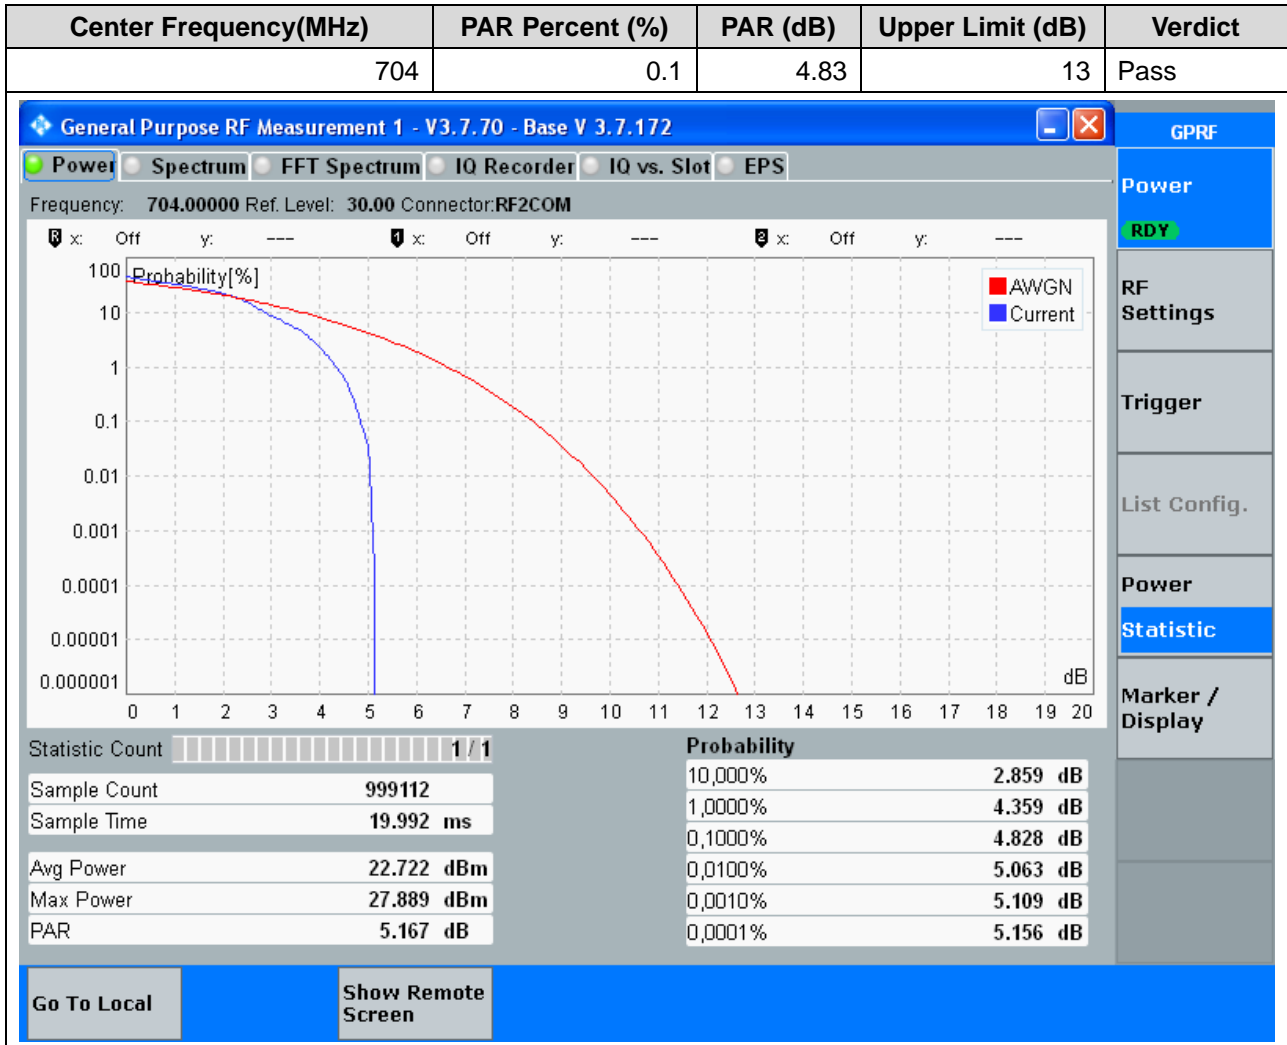 Center Frequency(MHz) PAR Percent (%) PAR (dB) Upper Limit (dB) Verdict
704 0.1 4.83 13 Pass
General Purpose RF Measurement 1 - V3.7.70 - Base V 3.7.172
GPRF
Power Spectrum FFT Spectrum IQ Recorder IQ vs. Slot EPS
Power
RDY
Frequency: 704.00000 Ref. Level: 30.00 Connector:RF2COM
R x: Off y: --- 1 x: Off y: --- 2 x: Off y: ---
Probability[%]
AWGN
Current
100
10
1
0.1
0.01
0.001
0.0001
0.00001
0.000001
dB
0 1 2 3 4 5 6 7 8 9 10 11 12 13 14 15 16 17 18 19 20
RF
Settings
Trigger
List Config.
Power
Statistic
Marker /
Display
Statistic Count 1 / 1
Sample Count 999112
Sample Time 19.992 ms
Avg Power 22.722 dBm
Max Power 27.889 dBm
PAR 5.167 dB
Probability
10,000% 2.859 dB
1,0000% 4.359 dB
0,1000% 4.828 dB
0,0100% 5.063 dB
0,0010% 5.109 dB
0,0001% 5.156 dB
Go To Local
Show Remote
Screen